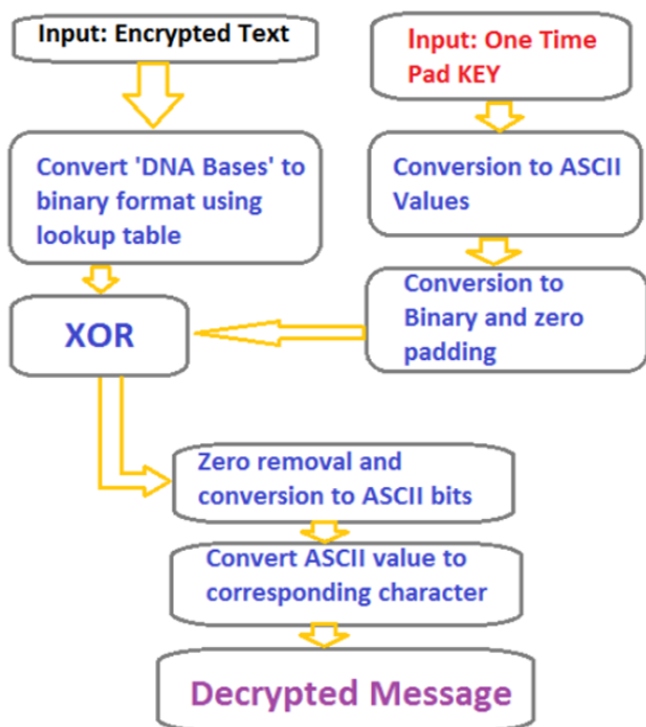 Input: Encrypted Text
Input: One Time
Pad KEY
Convert 'DNA Bases' to
binary format using
lookup table
Conversion to ASCII
Values
XOR
Conversion to
Binary and zero
padding
Zero removal and
conversion to ASCII bits
Convert ASCII value to
corresponding character
Decrypted Message